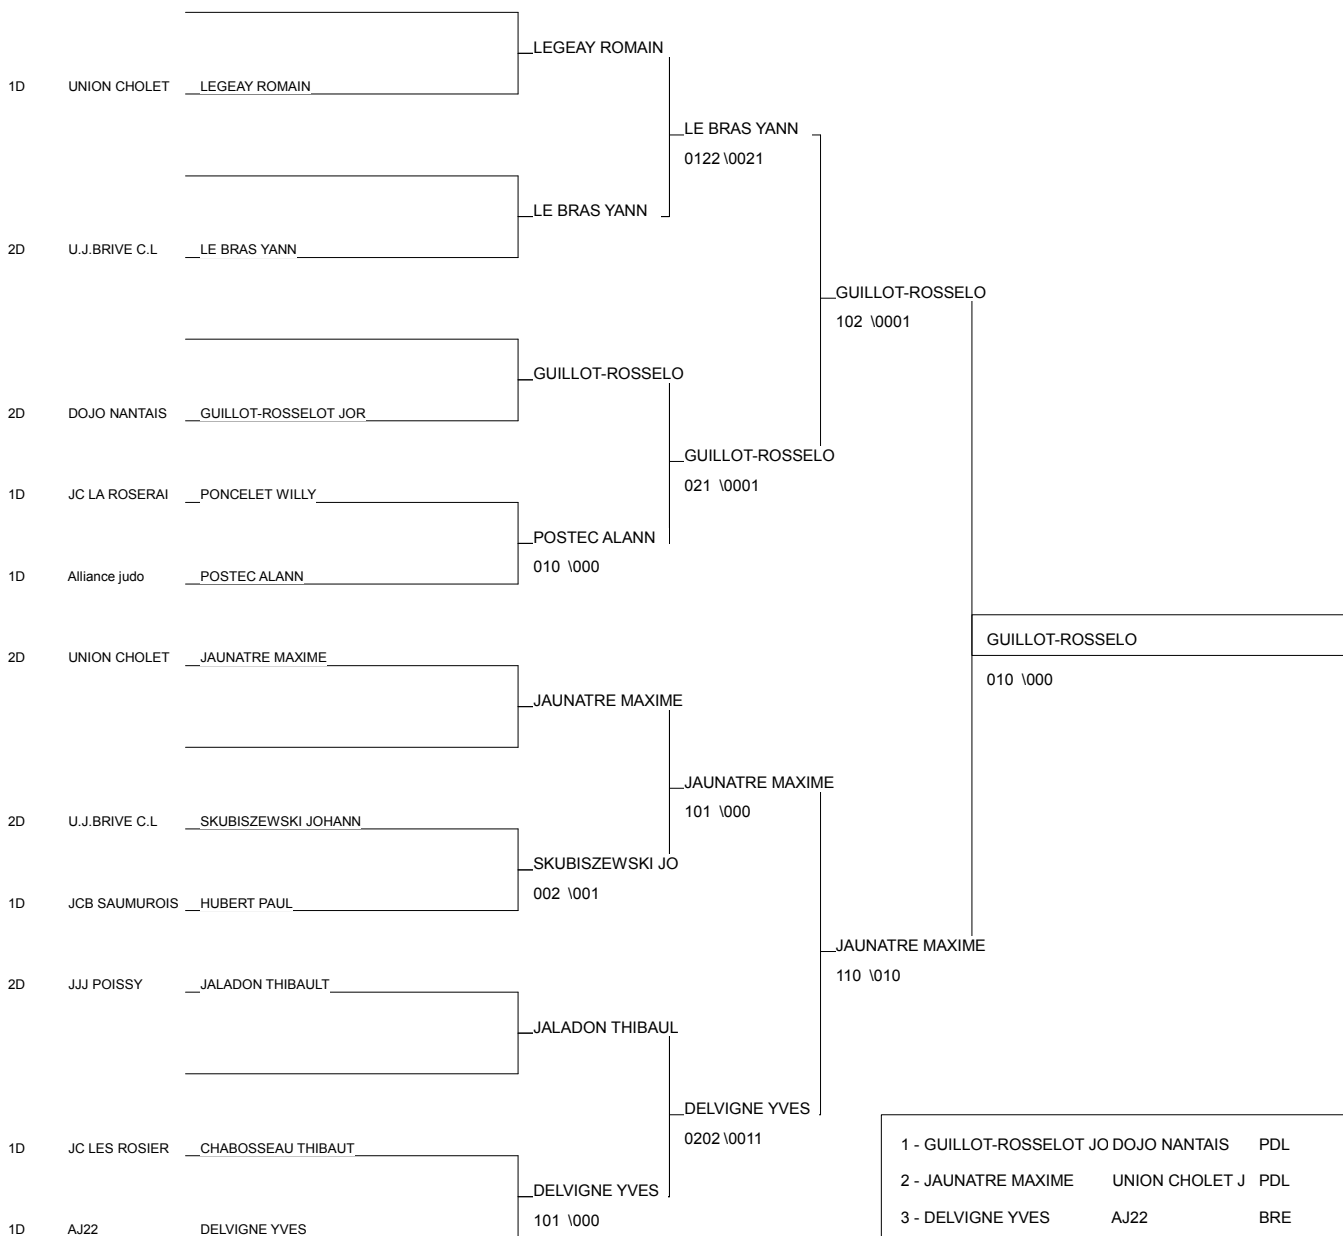 LEGEAY ROMAIN
1D UNION CHOLET LEGEAY ROMAIN
LE BRAS YANN
0122 \0021
LE BRAS YANN
2D U.J.BRIVE C.L LE BRAS YANN
GUILLOT-ROSSELO
102 \0001
GUILLOT-ROSSELO
2D DOJO NANTAIS GUILLOT-ROSSELOT JOR
GUILLOT-ROSSELO
021 \0001
1D JC LA ROSERAI PONCELET WILLY
POSTEC ALANN
010 \000
1D Alliance judo POSTEC ALANN
GUILLOT-ROSSELO
010 \000
2D UNION CHOLET JAUNATRE MAXIME
JAUNATRE MAXIME
JAUNATRE MAXIME
101 \000
2D U.J.BRIVE C.L SKUBISZEWSKI JOHANN
SKUBISZEWSKI JO
002 \001
1D JCB SAUMUROIS HUBERT PAUL
JAUNATRE MAXIME
110 \010
2D JJJ POISSY JALADON THIBAULT
JALADON THIBAUL
DELVIGNE YVES
0202 \0011
1D JC LES ROSIER CHABOSSEAU THIBAUT
DELVIGNE YVES
101 \000
1D AJ22 DELVIGNE YVES
1 - GUILLOT-ROSSELOT JO DOJO NANTAIS PDL
2 - JAUNATRE MAXIME UNION CHOLET J PDL
3 - DELVIGNE YVES AJ22 BRE